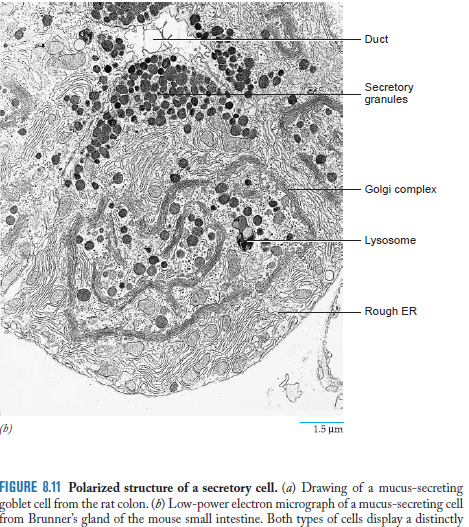 Duct
Secretory
granules
Golgi complex
Lysosome
Rough ER
(b)
1.5 μm
FIGURE 8.11 Polarized structure of a secretory cell. (a) Drawing of a mucus-secreting
goblet cell from the rat colon. (b) Low-power electron micrograph of a mucus-secreting cell
from Brunner's gland of the mouse small intestine. Both types of cells display a distinctly